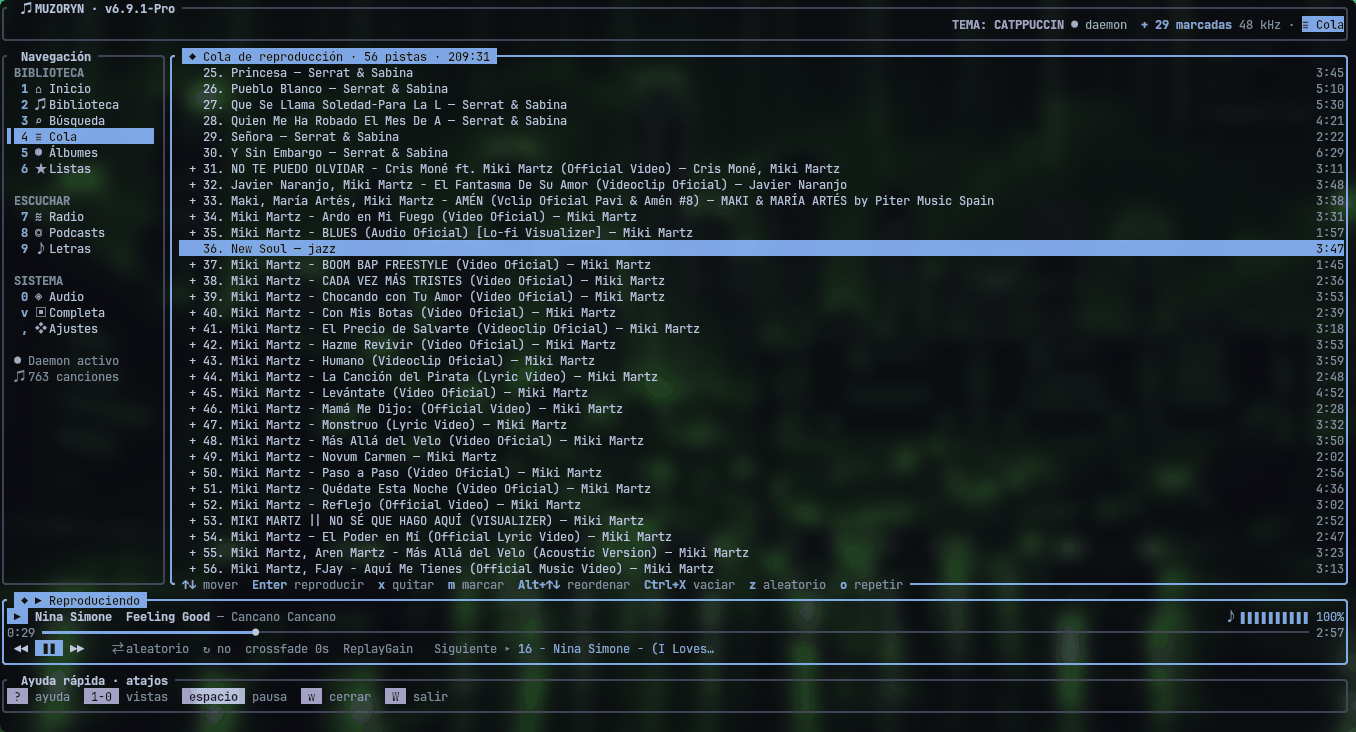 ♫MUZORYN · v6.9.1-Pro
TEMA: CATPPUCCIN ● daemon + 29 marcadas 48 kHz · ≡ Cola
Navegación
BIBLIOTECA
1 ⌂ Inicio
2 ♫Biblioteca
3 ⌕ Búsqueda
4 ≡ Cola
5 ● Álbumes
6 ★Listas
ESCUCHAR
7 ≋ Radio
8 ⌬ Podcasts
9 ♪Letras
SISTEMA
0 ◈ Audio
v ▣Completa
, ❖Ajustes
● Daemon activo
♫763 canciones
◆ Cola de reproducción · 56 pistas · 209:31
25. Princesa — Serrat & Sabina 3:45
26. Pueblo Blanco — Serrat & Sabina 5:10
27. Que Se Llama Soledad-Para La L — Serrat & Sabina 5:30
28. Quien Me Ha Robado El Mes De A — Serrat & Sabina 4:21
29. Señora — Serrat & Sabina 2:22
30. Y Sin Embargo — Serrat & Sabina 6:29
+ 31. NO TE PUEDO OLVIDAR - Cris Moné ft. Miki Martz (Official Video) — Cris Moné, Miki Martz 3:11
+ 32. Javier Naranjo, Miki Martz - El Fantasma De Su Amor (Videoclip Oficial) — Javier Naranjo 3:48
+ 33. Maki, María Artés, Miki Martz - AMÉN (Vclip Oficial Pavi & Amén #8) — MAKI & MARÍA ARTÉS by Piter Music Spain 3:38
+ 34. Miki Martz - Ardo en Mi Fuego (Video Oficial) — Miki Martz 3:31
+ 35. Miki Martz - BLUES (Audio Oficial) [Lo-fi Visualizer] — Miki Martz 1:57
36. New Soul — jazz 3:47
+ 37. Miki Martz - BOOM BAP FREESTYLE (Video Oficial) — Miki Martz 1:45
+ 38. Miki Martz - CADA VEZ MÁS TRISTES (Video Oficial) — Miki Martz 2:36
+ 39. Miki Martz - Chocando con Tu Amor (Video Oficial) — Miki Martz 3:53
+ 40. Miki Martz - Con Mis Botas (Video Oficial) — Miki Martz 2:39
+ 41. Miki Martz - El Precio de Salvarte (Videoclip Oficial) — Miki Martz 3:18
+ 42. Miki Martz - Hazme Revivir (Video Oficial) — Miki Martz 3:53
+ 43. Miki Martz - Humano (Videoclip Oficial) — Miki Martz 3:59
+ 44. Miki Martz - La Canción del Pirata (Lyric Video) — Miki Martz 2:48
+ 45. Miki Martz - Levántate (Video Oficial) — Miki Martz 4:52
+ 46. Miki Martz - Mamá Me Dijo: (Official Video) — Miki Martz 2:28
+ 47. Miki Martz - Monstruo (Lyric Video) — Miki Martz 3:32
+ 48. Miki Martz - Más Allá del Velo (Video Oficial) — Miki Martz 3:50
+ 49. Miki Martz - Novum Carmen — Miki Martz 2:02
+ 50. Miki Martz - Paso a Paso (Video Oficial) — Miki Martz 2:56
+ 51. Miki Martz - Quédate Esta Noche (Video Oficial) — Miki Martz 4:36
+ 52. Miki Martz - Reflejo (Official Video) — Miki Martz 3:02
+ 53. MIKI MARTZ || NO SÉ QUE HAGO AQUÍ (VISUALIZER) — Miki Martz 2:52
+ 54. Miki Martz - El Poder en Mí (Official Lyric Video) — Miki Martz 2:47
+ 55. Miki Martz, Aren Martz - Más Allá del Velo (Acoustic Version) — Miki Martz 3:23
+ 56. Miki Martz, FJay - Aquí Me Tienes (Official Music Video) — Miki Martz 3:13
↑↓ mover Enter reproducir x quitar m marcar Alt+↑↓ reordenar Ctrl+X vaciar z aleatorio o repetir
◆ ▶ Reproduciendo
▶ Nina Simone Feeling Good — Cancano Cancano ♪ 100%
0:29 2:57
◀◀ ▮▮ ▶▶ ⇄aleatorio ↻ no crossfade 0s ReplayGain Siguiente ▸ 16 - Nina Simone - (I Loves…
Ayuda rápida · atajos
? ayuda 1-0 vistas espacio pausa w cerrar W salir